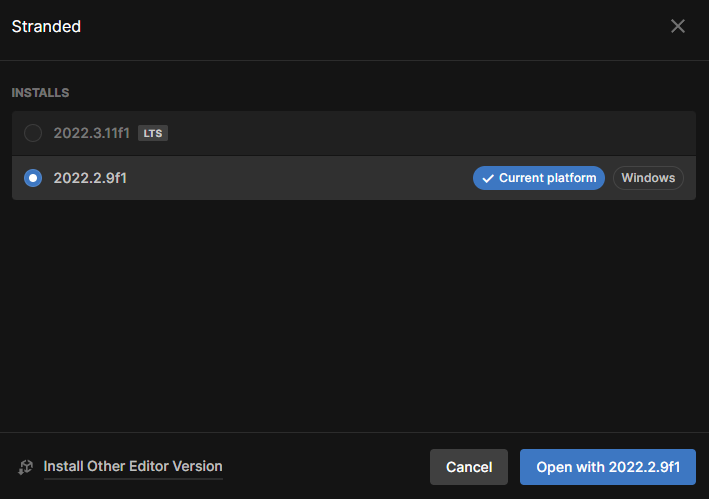 Stranded
INSTALLS
2022.3.11f1 LTS
2022.2.9f1 Current platform Windows
Install Other Editor Version Cancel Open with 2022.2.9f1